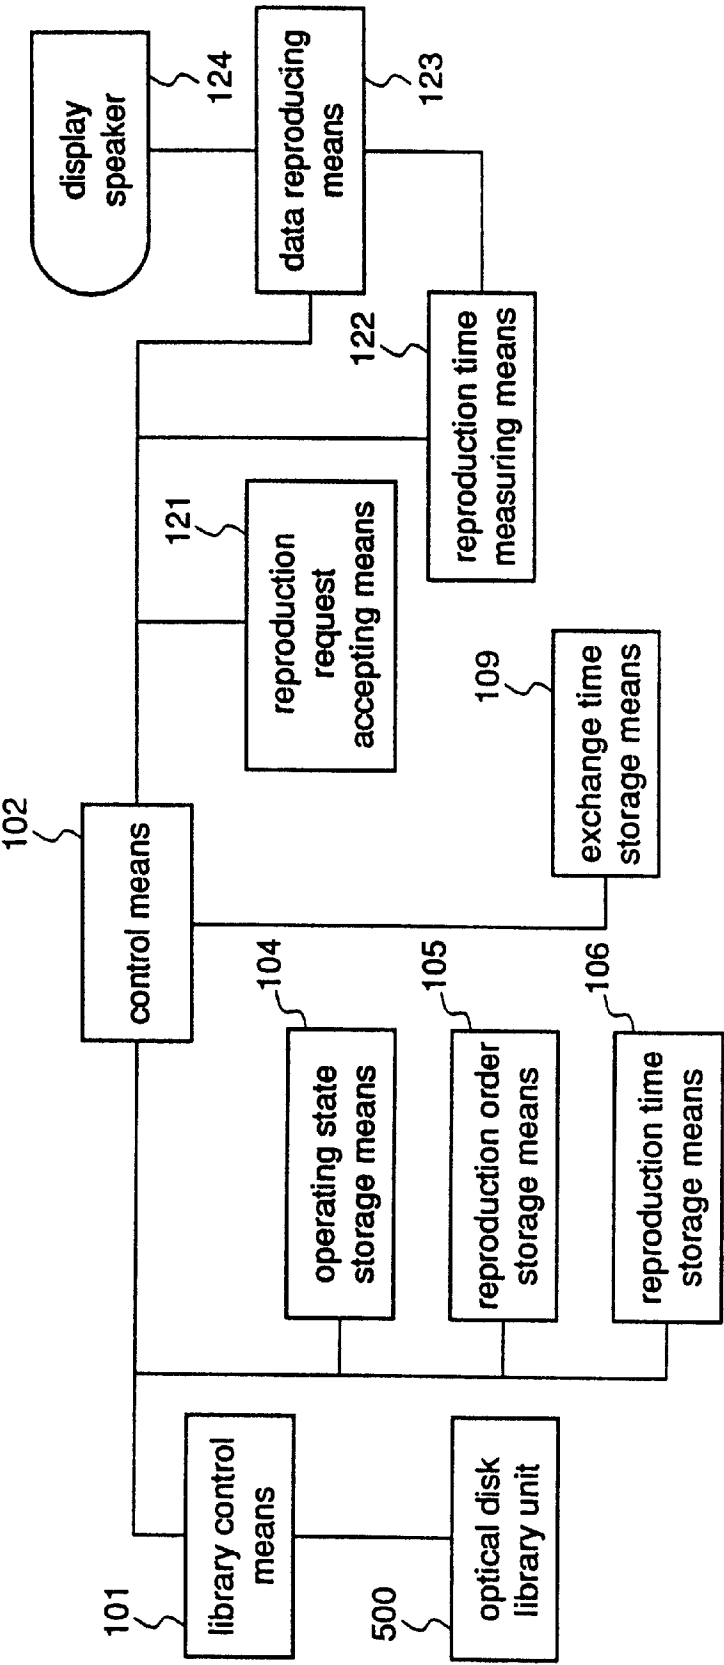 102
control means
101
library control
means
500
optical disk
library unit
104
operating state
storage means
105
reproduction order
storage means
106
reproduction time
storage means
109
exchange time
storage means
121
reproduction
request
accepting means
122
reproduction time
measuring means
123
data reproducing
means
124
display
speaker